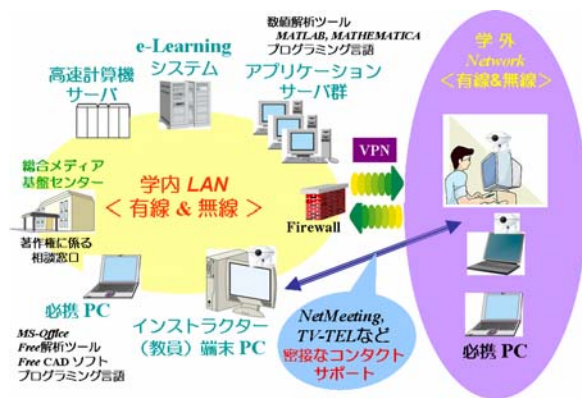 数値解析ツール
MATLAB, MATHEMATICA
プログラミング言語
e-Learning
システム
アプリケーション
サーバ群
高速計算機
サーバ
学外
Network
＜有線&無線＞
VPN
総合メディア
基盤センター
学内 LAN
＜ 有線 & 無線 ＞
Firewall
著作権に係る
相談窓口
必携 PC
MS-Office
Free解析ツール
Free CAD ソフト
プログラミング言語
インストラクター
（教員）端末 PC
NetMeeting,
TV-TELなど
密接なコンタクト
サポート
必携 PC